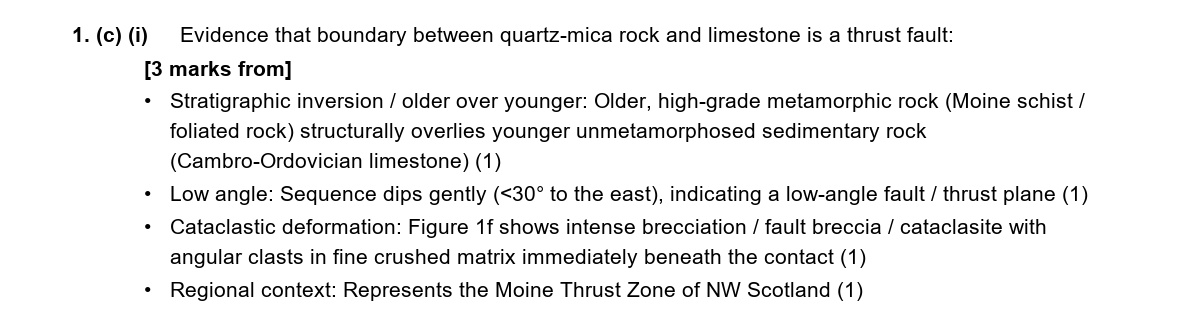 1. (c) (i) Evidence that boundary between quartz-mica rock and limestone is a thrust fault:
[3 marks from]
• Stratigraphic inversion / older over younger: Older, high-grade metamorphic rock (Moine schist /
foliated rock) structurally overlies younger unmetamorphosed sedimentary rock
(Cambro-Ordovician limestone) (1)
• Low angle: Sequence dips gently (<30° to the east), indicating a low-angle fault / thrust plane (1)
• Cataclastic deformation: Figure 1f shows intense brecciation / fault breccia / cataclasite with
angular clasts in fine crushed matrix immediately beneath the contact (1)
• Regional context: Represents the Moine Thrust Zone of NW Scotland (1)